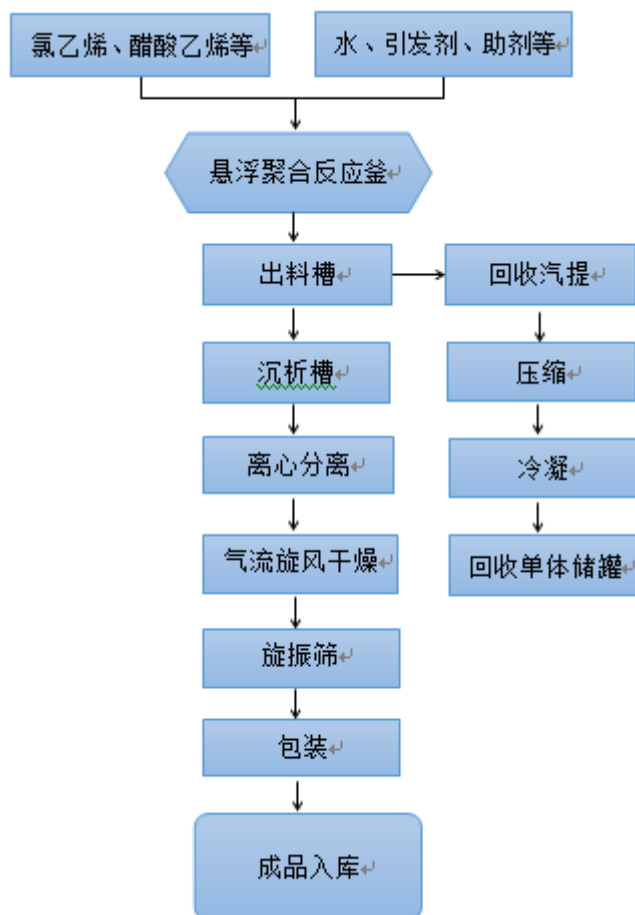 氯乙烯、醋酸乙烯等
水、引发剂、助剂等
悬浮聚合反应釜
出料槽
回收汽提
沉析槽
压缩
离心分离
冷凝
气流旋风干燥
回收单体储罐
旋振筛
包装
成品入库